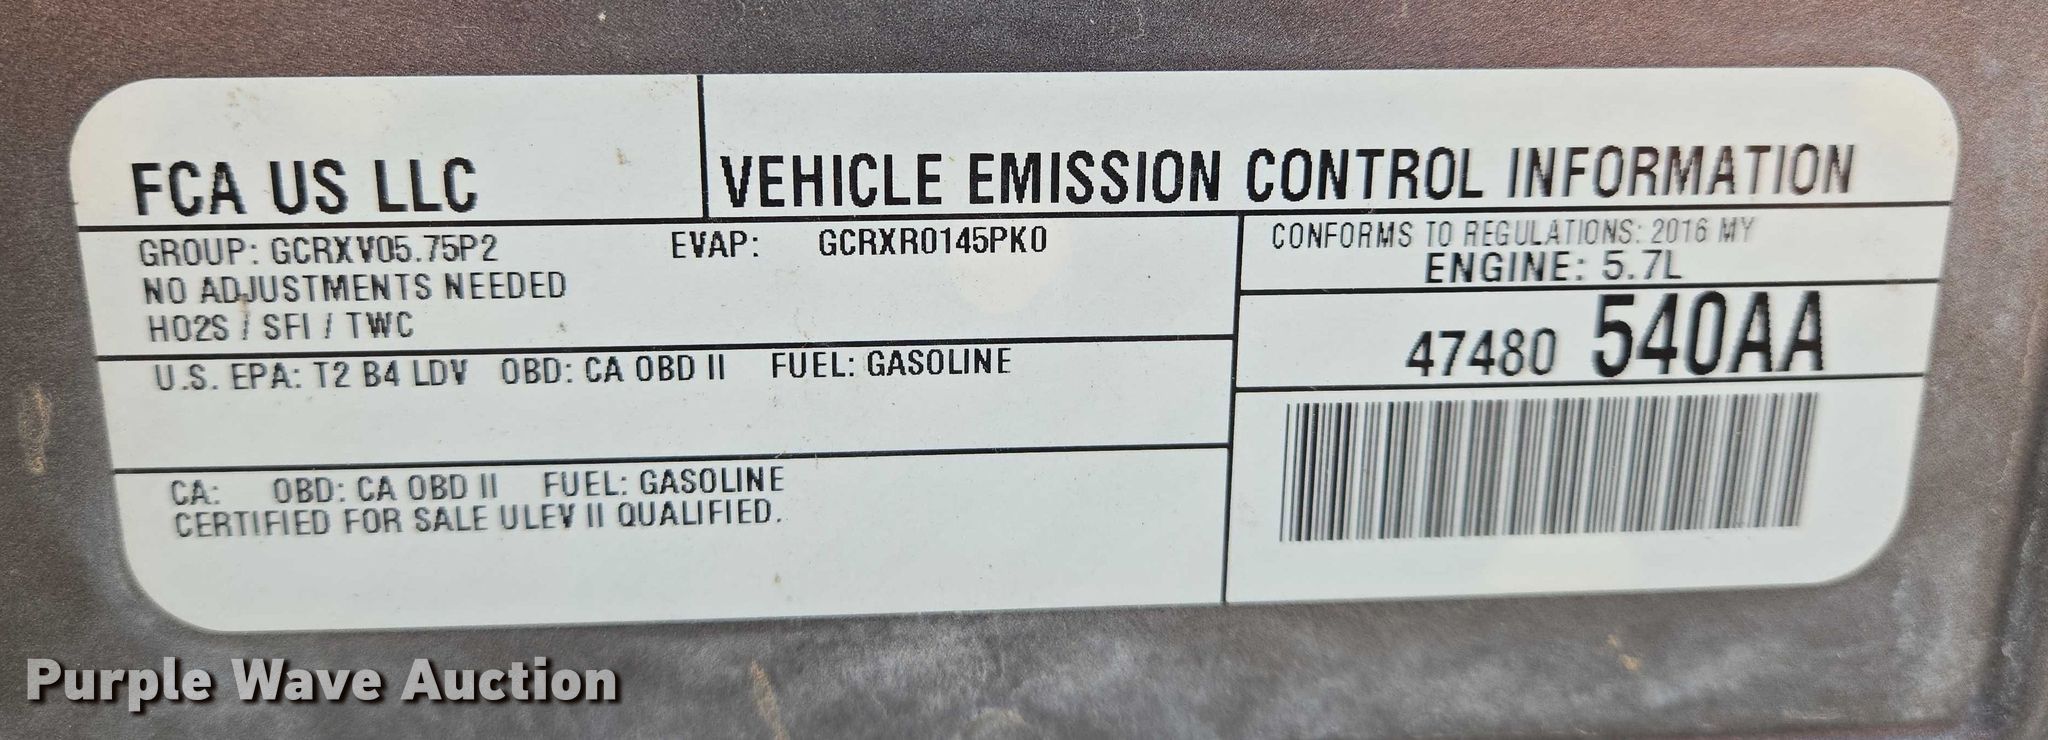 FCA US LLC
VEHICLE EMISSION CONTROL INFORMATION
GROUP: GCRXV05.75P2 EVAP: GCRXR0145PK0
NO ADJUSTMENTS NEEDED
HO2S / SFI / TWC
CONFORMS TO REGULATIONS: 2016 MY
ENGINE: 5.7L
U.S. EPA: T2 B4 LDV OBD: CA OBD II FUEL: GASOLINE
47480 540AA
CA: OBD: CA OBD II FUEL: GASOLINE
CERTIFIED FOR SALE ULEV II QUALIFIED.
Purple Wave Auction